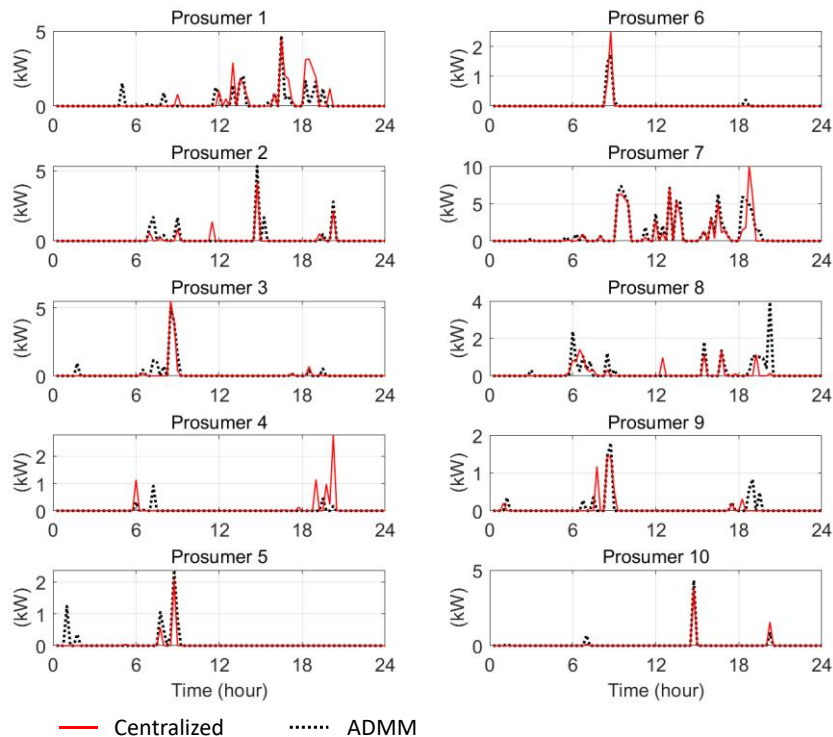 Prosumer 1
(kW)
5
0
0 6 12 18 24
Prosumer 2
(kW)
5
0
0 6 12 18 24
Prosumer 3
(kW)
5
0
0 6 12 18 24
Prosumer 4
(kW)
2
1
0
0 6 12 18 24
Prosumer 5
(kW)
2
1
0
0 6 12 18 24
Time (hour)
Prosumer 6
(kW)
2
1
0
0 6 12 18 24
Prosumer 7
(kW)
10
5
0
0 6 12 18 24
Prosumer 8
(kW)
4
2
0
0 6 12 18 24
Prosumer 9
(kW)
2
1
0
0 6 12 18 24
Prosumer 10
(kW)
5
0
0 6 12 18 24
Time (hour)
Centralized ADMM